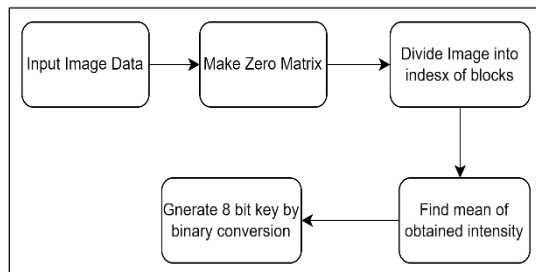 Input Image Data
Make Zero Matrix
Divide Image into
indesx of blocks
Find mean of
obtained intensity
Gnerate 8 bit key by
binary conversion